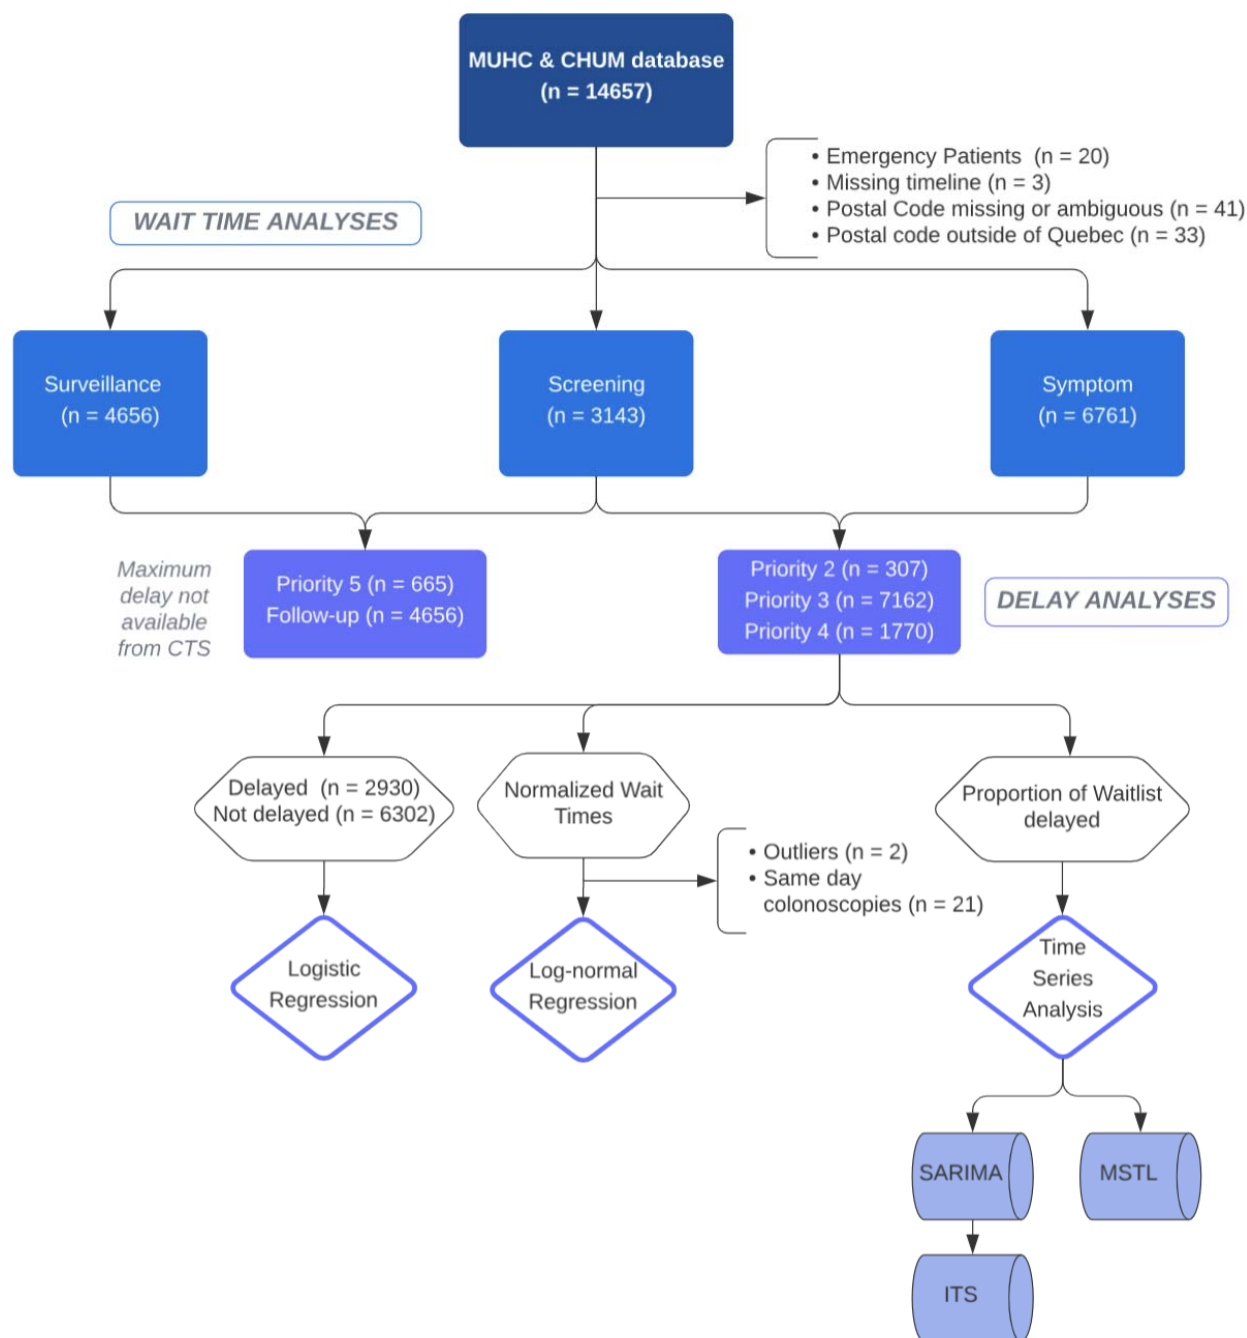 MUHC & CHUM database
(n = 14657)
• Emergency Patients (n = 20)
• Missing timeline (n = 3)
• Postal Code missing or ambiguous (n = 41)
• Postal code outside of Quebec (n = 33)
WAIT TIME ANALYSES
Surveillance
(n = 4656)
Screening
(n = 3143)
Symptom
(n = 6761)
Maximum
delay not
available
from CTS
Priority 5 (n = 665)
Follow-up (n = 4656)
Priority 2 (n = 307)
Priority 3 (n = 7162)
Priority 4 (n = 1770)
DELAY ANALYSES
Delayed (n = 2930)
Not delayed (n = 6302)
Normalized Wait
Times
Proportion of Waitlist
delayed
• Outliers (n = 2)
• Same day
colonoscopies (n = 21)
Logistic
Regression
Log-normal
Regression
Time
Series
Analysis
SARIMA
MSTL
ITS